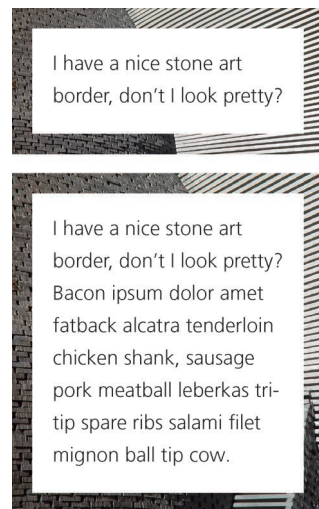 I have a nice stone art
border, don't I look pretty?
I have a nice stone art
border, don't I look pretty?
Bacon ipsum dolor amet
fatback alcatra tenderloin
chicken shank, sausage
pork meatball leberkas tri-
tip spare ribs salami filet
mignon ball tip cow.